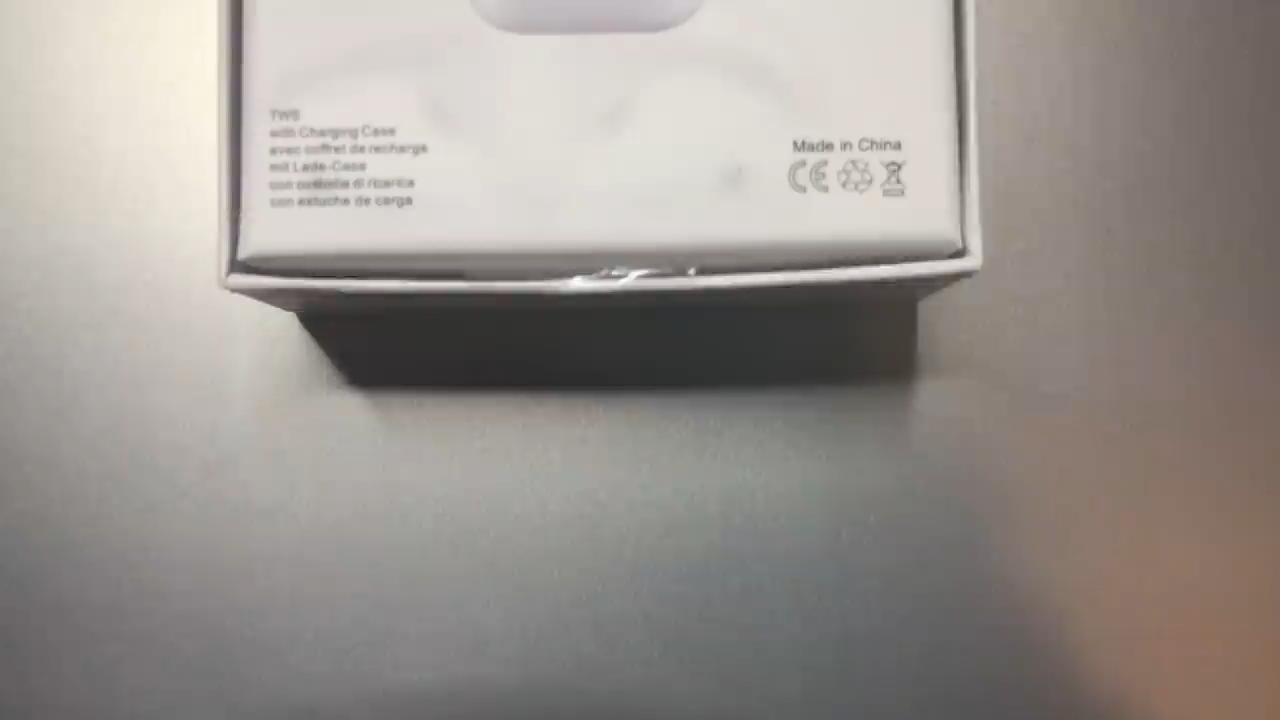 TWS
with Charging Case
avec coffret de recharge
mit Lade-Case
con custodia di ricarica
con estuche de carga
Made in China
CE